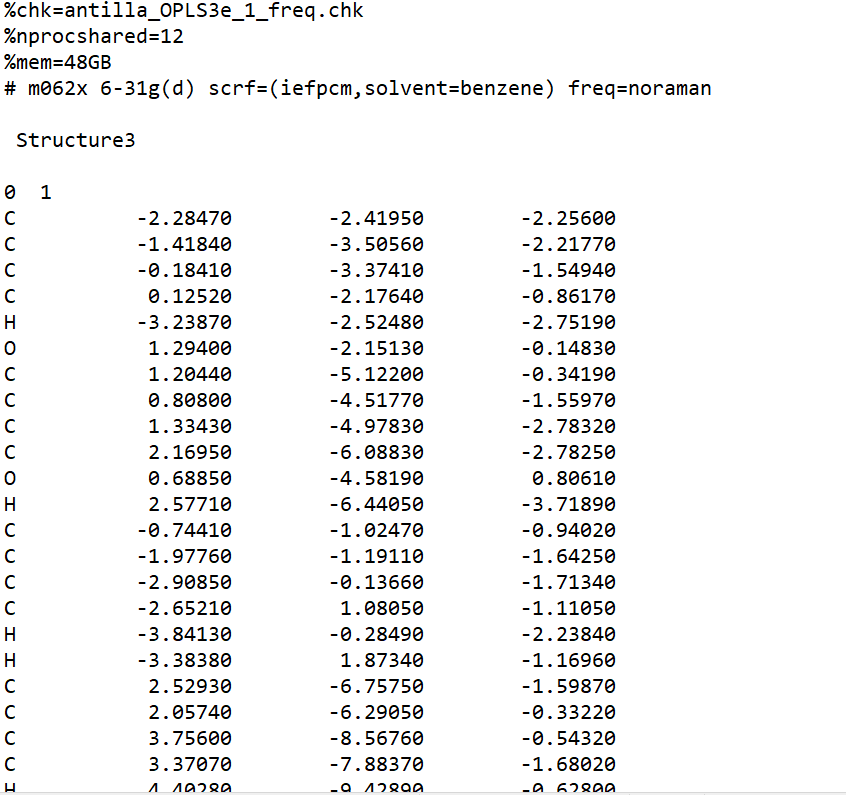 %chk=antilla_OPLS3e_1_freq.chk
%nprocshared=12
%mem=48GB
# m062x 6-31g(d) scrf=(iefpcm,solvent=benzene) freq=noraman
Structure3
0 1
C -2.28470 -2.41950 -2.25600
C -1.41840 -3.50560 -2.21770
C -0.18410 -3.37410 -1.54940
C 0.12520 -2.17640 -0.86170
H -3.23870 -2.52480 -2.75190
O 1.29400 -2.15130 -0.14830
C 1.20440 -5.12200 -0.34190
C 0.80800 -4.51770 -1.55970
C 1.33430 -4.97830 -2.78320
C 2.16950 -6.08830 -2.78250
O 0.68850 -4.58190 0.80610
H 2.57710 -6.44050 -3.71890
C -0.74410 -1.02470 -0.94020
C -1.97760 -1.19110 -1.64250
C -2.90850 -0.13660 -1.71340
C -2.65210 1.08050 -1.11050
H -3.84130 -0.28490 -2.23840
H -3.38380 1.87340 -1.16960
C 2.52930 -6.75750 -1.59870
C 2.05740 -6.29050 -0.33220
C 3.75600 -8.56760 -0.54320
C 3.37070 -7.88370 -1.68020
H 4.40280 -9.42890 -0.62800